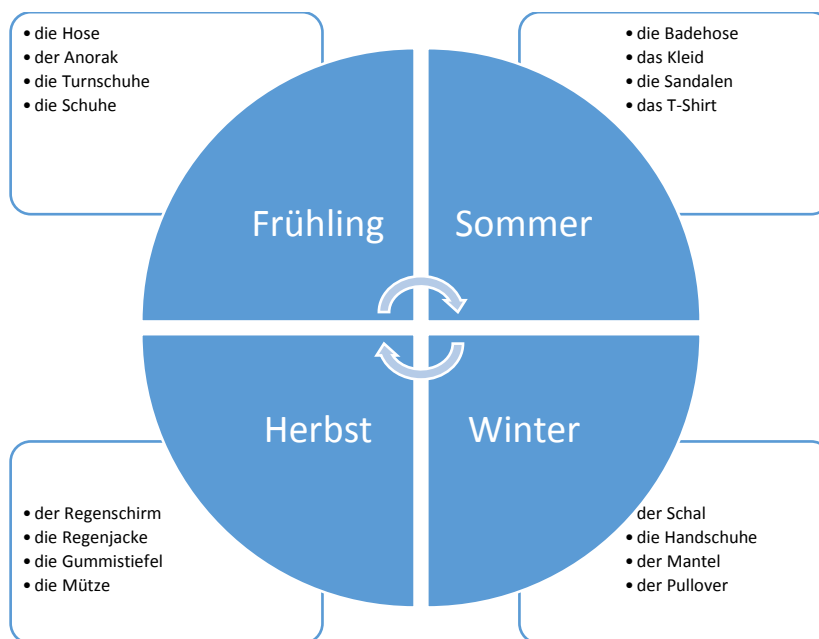 • die Hose
• der Anorak
• die Turnschuhe
• die Schuhe
• die Badehose
• das Kleid
• die Sandalen
• das T-Shirt
Frühling
Sommer
Herbst
Winter
• der Regenschirm
• die Regenjacke
• die Gummistiefel
• die Mütze
der Schal
• die Handschuhe
• der Mantel
• der Pullover